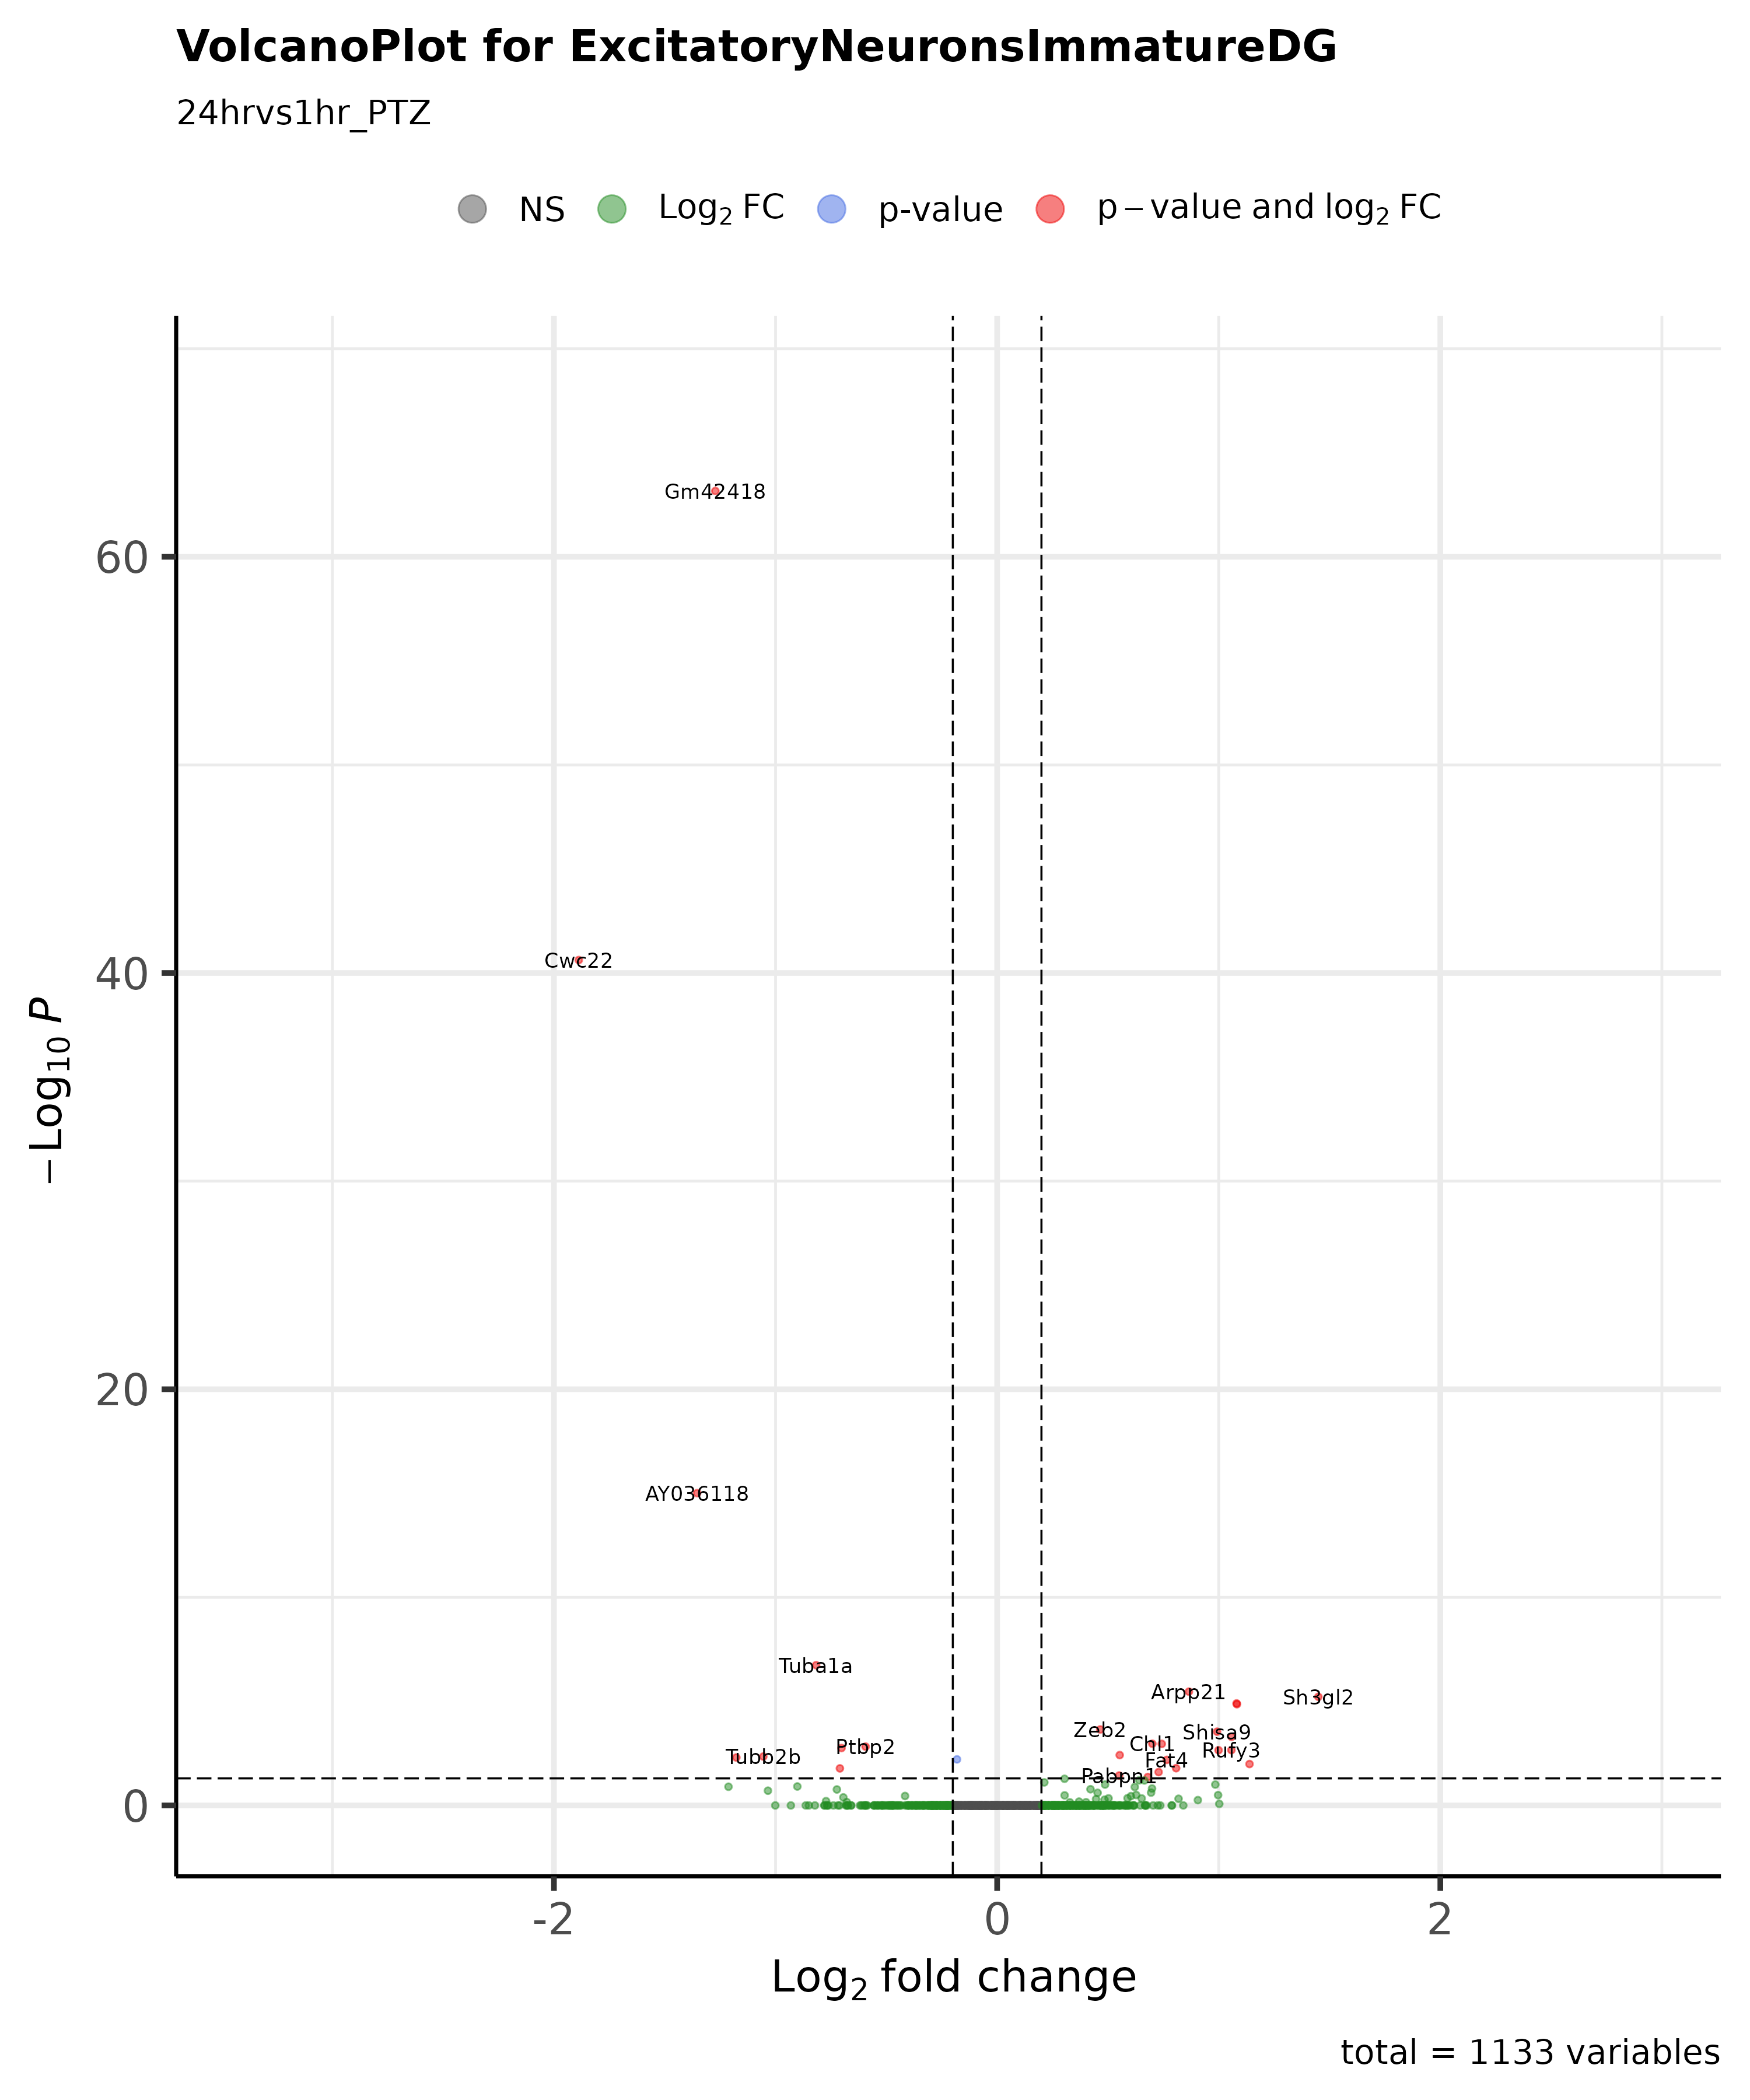 VolcanoPlot for ExcitatoryNeuronsImmatureDG
24hrvs1hr_PTZ
NS Log₂ FC p-value p – value and log₂ FC
Gm42418
60
Cwc22
40
−Log₁₀ P
20
AY036118
Tuba1a
Arpp21
Sh3gl2
Zeb2
Shisa9
Chl1
Ptbp2
Rufy3
Tubb2b
Fat4
Pabpn1
0
-2 0 2
Log₂ fold change
total = 1133 variables